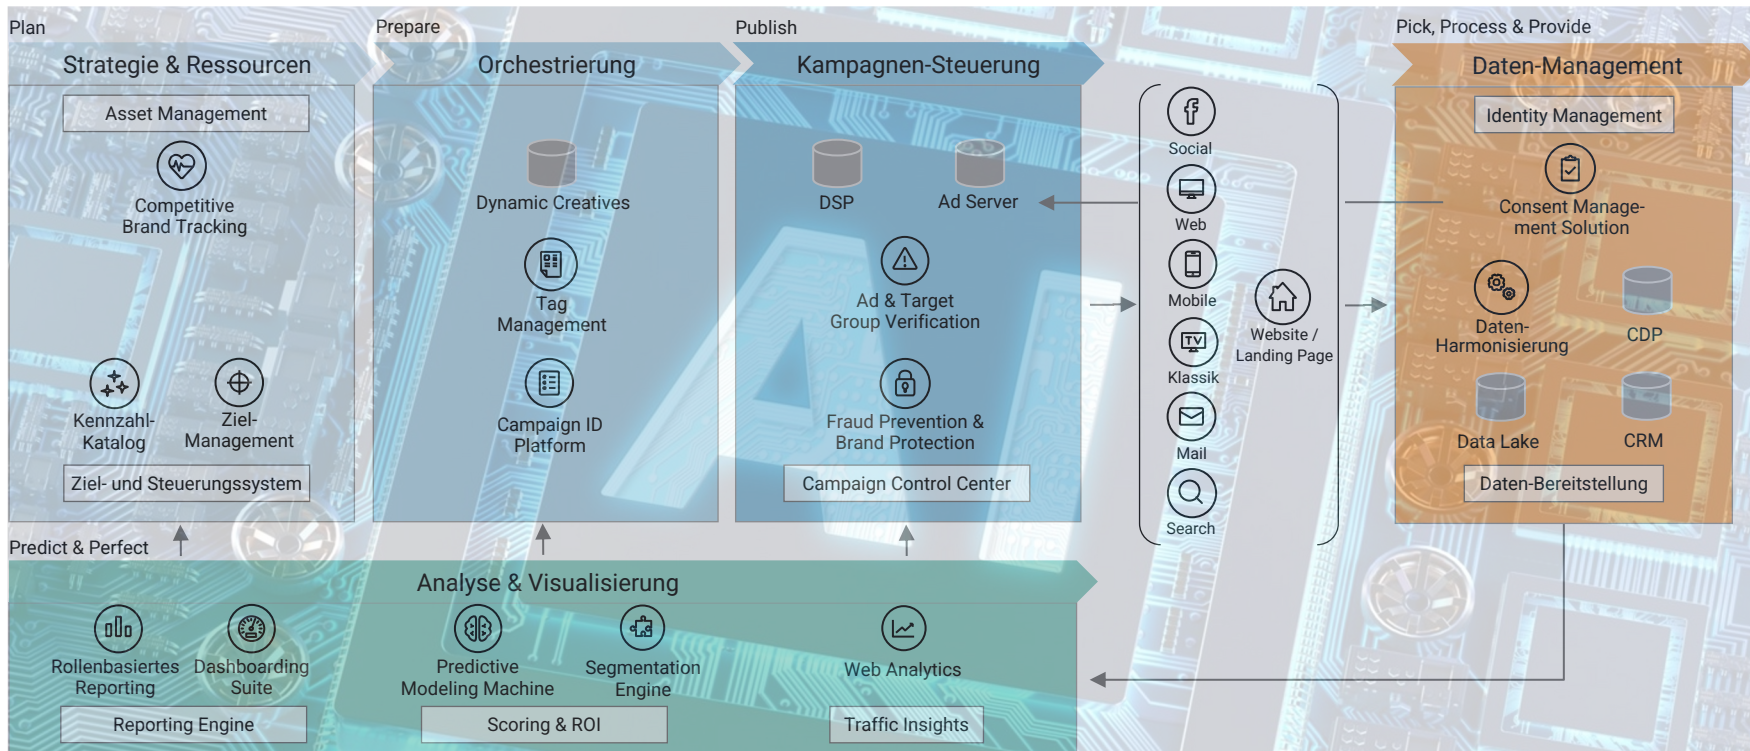 Plan
Strategie & Ressourcen
Asset Management
Competitive
Brand Tracking
Kennzahl-
Katalog
Ziel-
Management
Ziel- und Steuerungssystem
Prepare
Orchestrierung
Dynamic Creatives
Tag
Management
Campaign ID
Platform
Publish
Kampagnen-Steuerung
DSP
Ad Server
Ad & Target
Group Verification
Fraud Prevention &
Brand Protection
Campaign Control Center
Social
Web
Mobile
TV
Klassik
Mail
Search
Website /
Landing Page
Pick, Process & Provide
Daten-Management
Identity Management
Consent Manage-
ment Solution
Daten-
Harmonisierung
CDP
Data Lake
CRM
Daten-Bereitstellung
Predict & Perfect
Analyse & Visualisierung
Rollenbasiertes
Reporting
Dashboarding
Suite
Reporting Engine
Predictive
Modeling Machine
Segmentation
Engine
Scoring & ROI
Web Analytics
Traffic Insights
AI